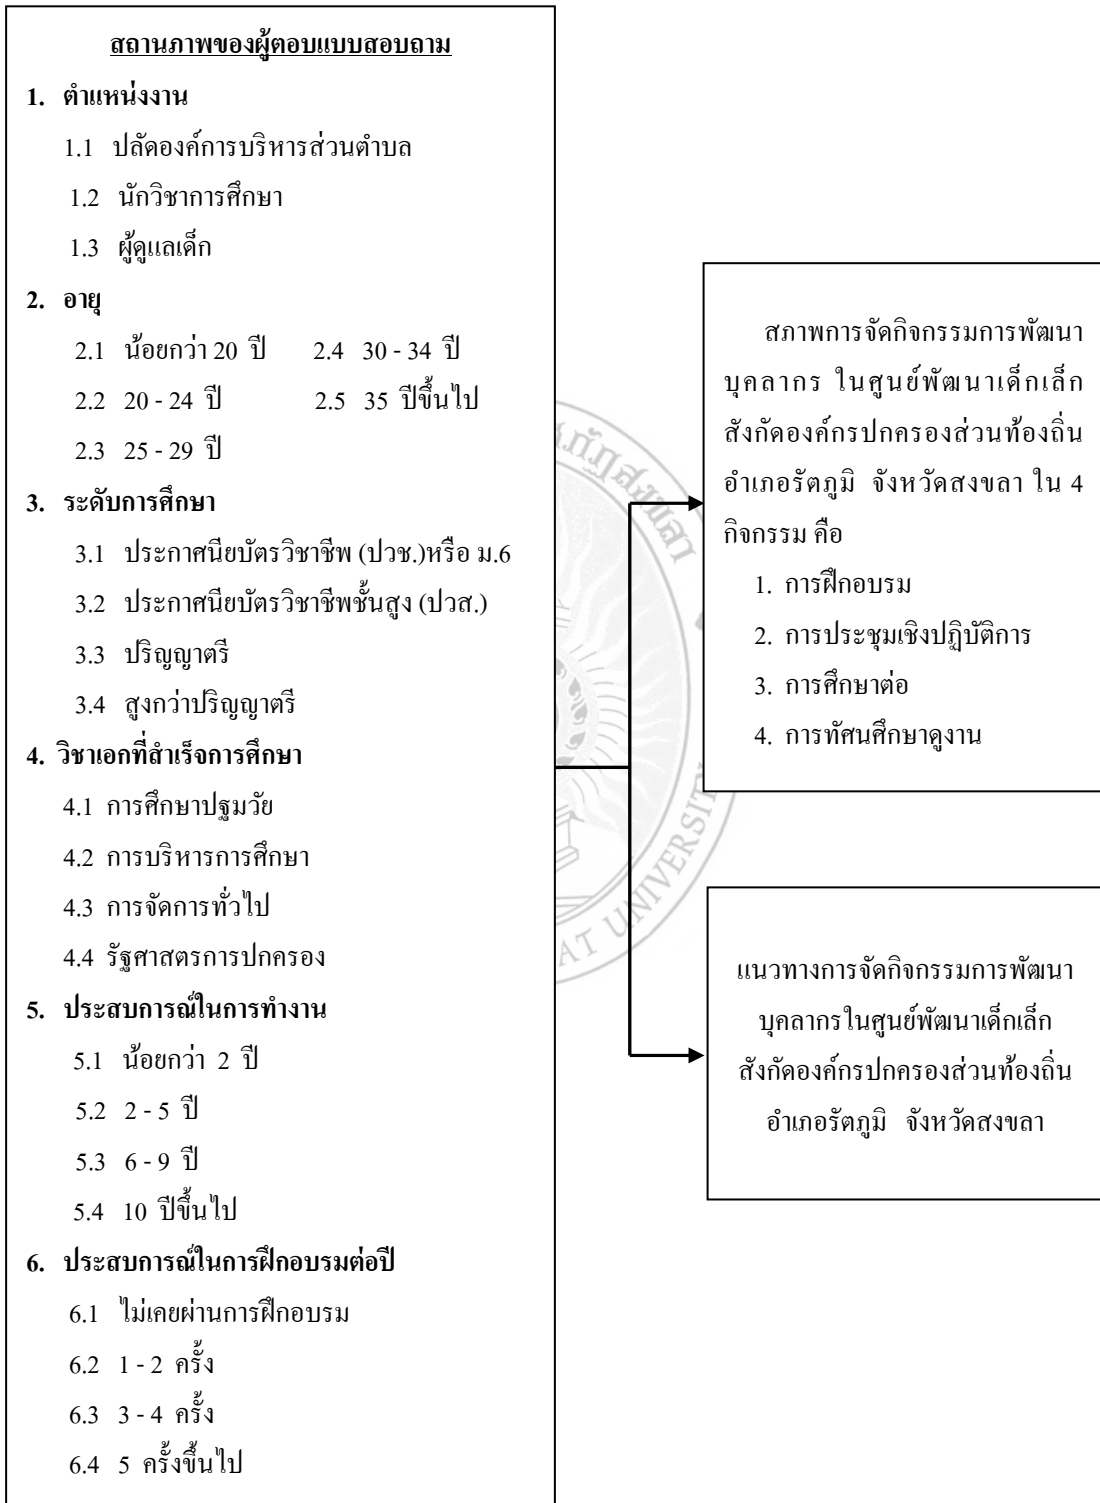 สถานภาพของผู้ตอบแบบสอบถาม
1. ตำแหน่งงาน
1.1 ปลัดองค์การบริหารส่วนตำบล
1.2 นักวิชาการศึกษา
1.3 ผู้ดูแลเด็ก
2. อายุ
2.1 น้อยกว่า 20 ปี 2.4 30 - 34 ปี
2.2 20 - 24 ปี 2.5 35 ปีขึ้นไป
2.3 25 - 29 ปี
3. ระดับการศึกษา
3.1 ประกาศนียบัตรวิชาชีพ (ปวช.)หรือ ม.6
3.2 ประกาศนียบัตรวิชาชีพชั้นสูง (ปวส.)
3.3 ปริญญาตรี
3.4 สูงกว่าปริญญาตรี
4. วิชาเอกที่สำเร็จการศึกษา
4.1 การศึกษาปฐมวัย
4.2 การบริหารการศึกษา
4.3 การจัดการทั่วไป
4.4 รัฐศาสตรการปกครอง
5. ประสบการณ์ในการทำงาน
5.1 น้อยกว่า 2 ปี
5.2 2 - 5 ปี
5.3 6 - 9 ปี
5.4 10 ปีขึ้นไป
6. ประสบการณ์ในการฝึกอบรมต่อปี
6.1 ไม่เคยผ่านการฝึกอบรม
6.2 1 - 2 ครั้ง
6.3 3 - 4 ครั้ง
6.4 5 ครั้งขึ้นไป
สภาพการจัดกิจกรรมการพัฒนา
บุคลากร ในศูนย์พัฒนาเด็กเล็ก
สังกัดองค์กรปกครองส่วนท้องถิ่น
อำเภอรัตภูมิ จังหวัดสงขลา ใน 4
กิจกรรม คือ
1. การฝึกอบรม
2. การประชุมเชิงปฏิบัติการ
3. การศึกษาต่อ
4. การทัศนศึกษาดูงาน
แนวทางการจัดกิจกรรมการพัฒนา
บุคลากรในศูนย์พัฒนาเด็กเล็ก
สังกัดองค์กรปกครองส่วนท้องถิ่น
อำเภอรัตภูมิ จังหวัดสงขลา